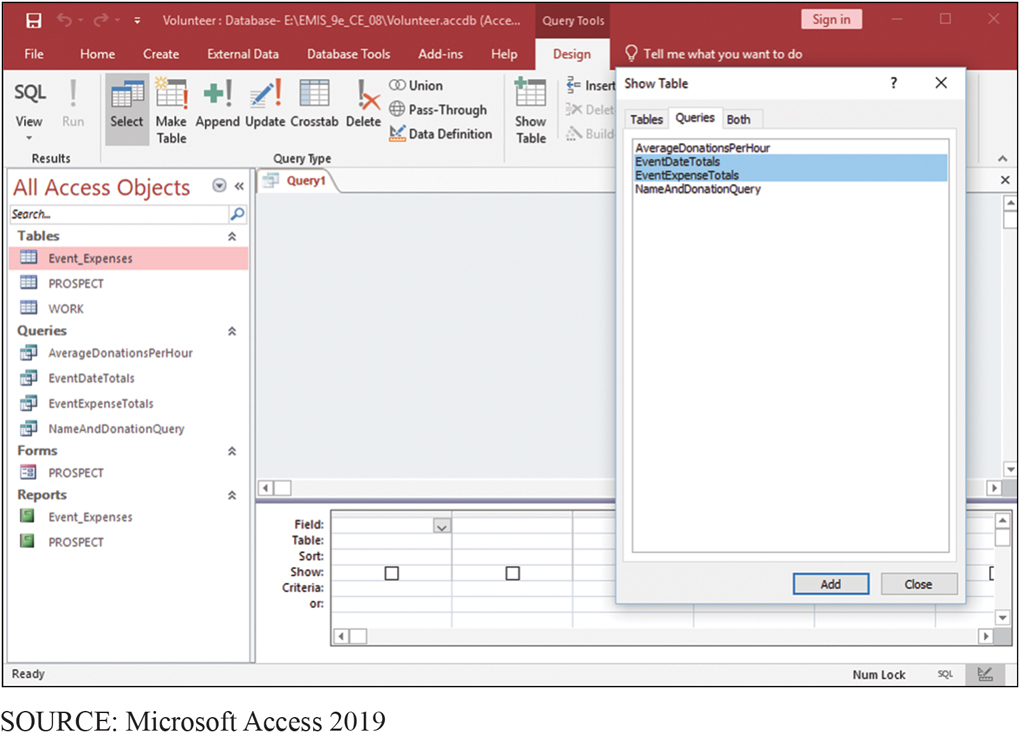 Volunteer : Database- E:\EMIS_9e_CE_08\Volunteer.accdb (Acce...
Query Tools
Sign in
File Home Create External Data Database Tools Add-ins Help Design Tell me what you want to do
SQL
View
Run
Results
Select
Make Table
Append
Update
Crosstab
Delete
Union
Pass-Through
Data Definition
Query Type
Show Table
Insert
Delet
Build
All Access Objects
Search...
Tables
Event_Expenses
PROSPECT
WORK
Queries
AverageDonationsPerHour
EventDateTotals
EventExpenseTotals
NameAndDonationQuery
Forms
PROSPECT
Reports
Event_Expenses
PROSPECT
Query1
Field:
Table:
Sort:
Show:
Criteria:
or:
Show Table ?
Tables Queries Both
AverageDonationsPerHour
EventDateTotals
EventExpenseTotals
NameAndDonationQuery
Add Close
Ready Num Lock SQL
SOURCE: Microsoft Access 2019